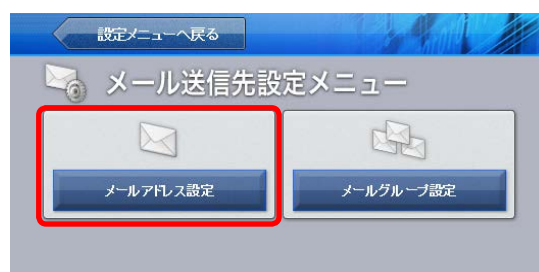 設定メニューへ戻る
メール送信先設定メニュー
メールアドレス設定
メールグループ設定